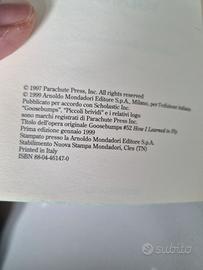 © 1997 Parachute Press, Inc. All rights reserved
© 1999 Arnoldo Mondadori Editore S.p.A., Milano, per l'edizione italiana
Pubblicato per accordo con Scholastic Inc.
"Goosebumps", "Piccoli brividi" e i relativi logo
sono marchi registrati di Parachute Press Inc.
Titolo dell'opera originale Goosebumps #52 How I Learned to Fly
Prima edizione gennaio 1999
Stampato presso la Arnoldo Mondadori Editore S.p.A.
Stabilimento Nuova Stampa Mondadori, Cles (TN)
Printed in Italy
ISBN 88-04-46147-0
subito